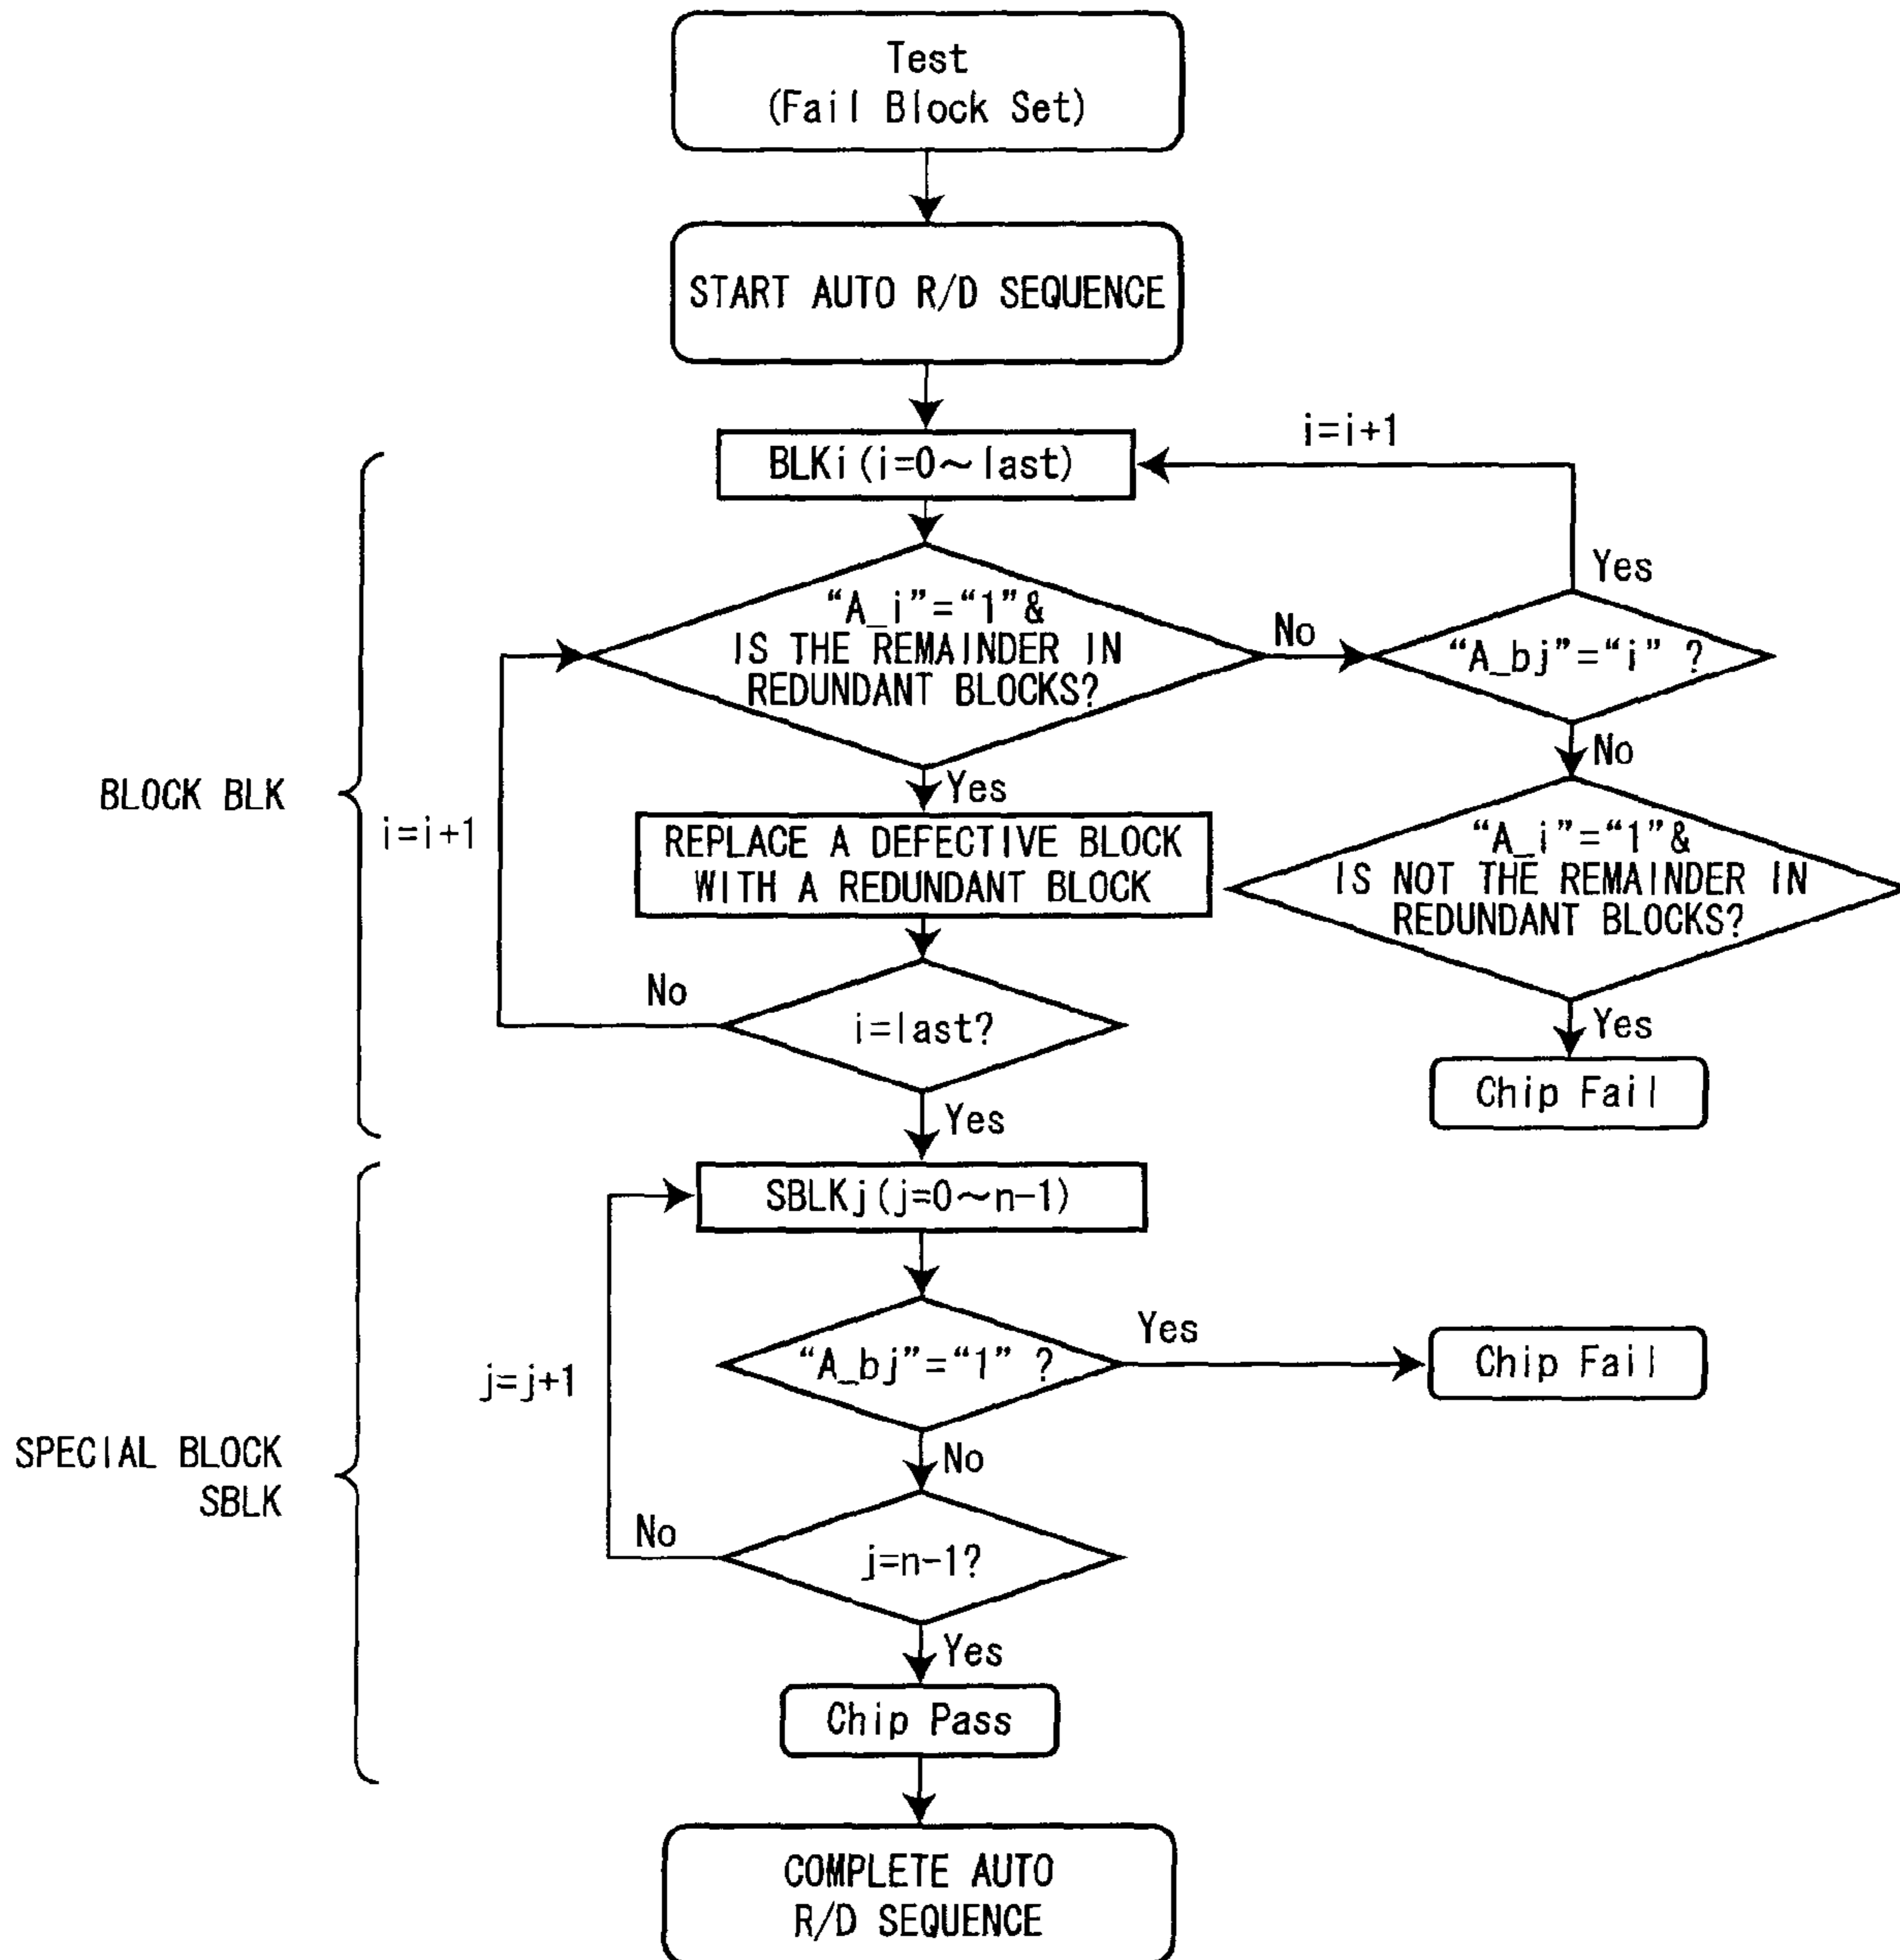 Test
(Fail Block Set)
START AUTO R/D SEQUENCE
i=i+1
BLKi(i=0~last)
Yes
“A_i”=“1”&
IS THE REMAINDER IN
REDUNDANT BLOCKS?
No
“A_bj”=“i” ?
No
BLOCK BLK
i=i+1
Yes
REPLACE A DEFECTIVE BLOCK
WITH A REDUNDANT BLOCK
“A_i”=“1”&
IS NOT THE REMAINDER IN
REDUNDANT BLOCKS?
No
i=last?
Yes
Chip Fail
Yes
SBLKj(j=0~n-1)
“A_bj”=“1” ?
Yes
Chip Fail
j=j+1
No
SPECIAL BLOCK
SBLK
No
j=n-1?
Yes
Chip Pass
COMPLETE AUTO
R/D SEQUENCE